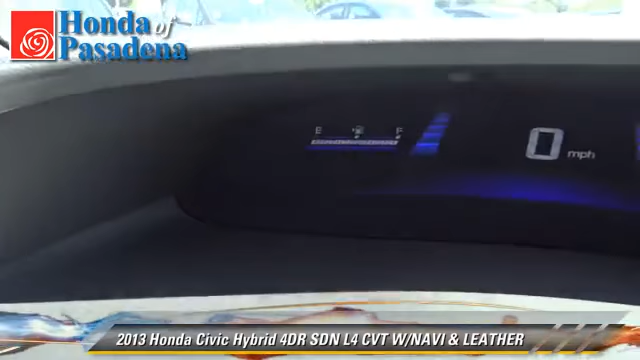 Honda of
Pasadena
E F
0 mph
2013 Honda Civic Hybrid 4DR SDN L4 CVT W/NAVI & LEATHER